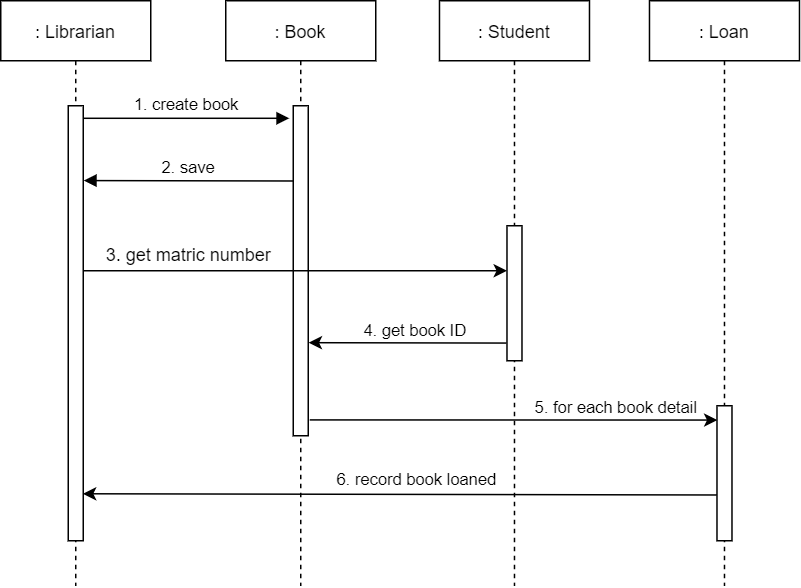 : Librarian
: Book
: Student
: Loan
1. create book
2. save
3. get matric number
4. get book ID
5. for each book detail
6. record book loaned